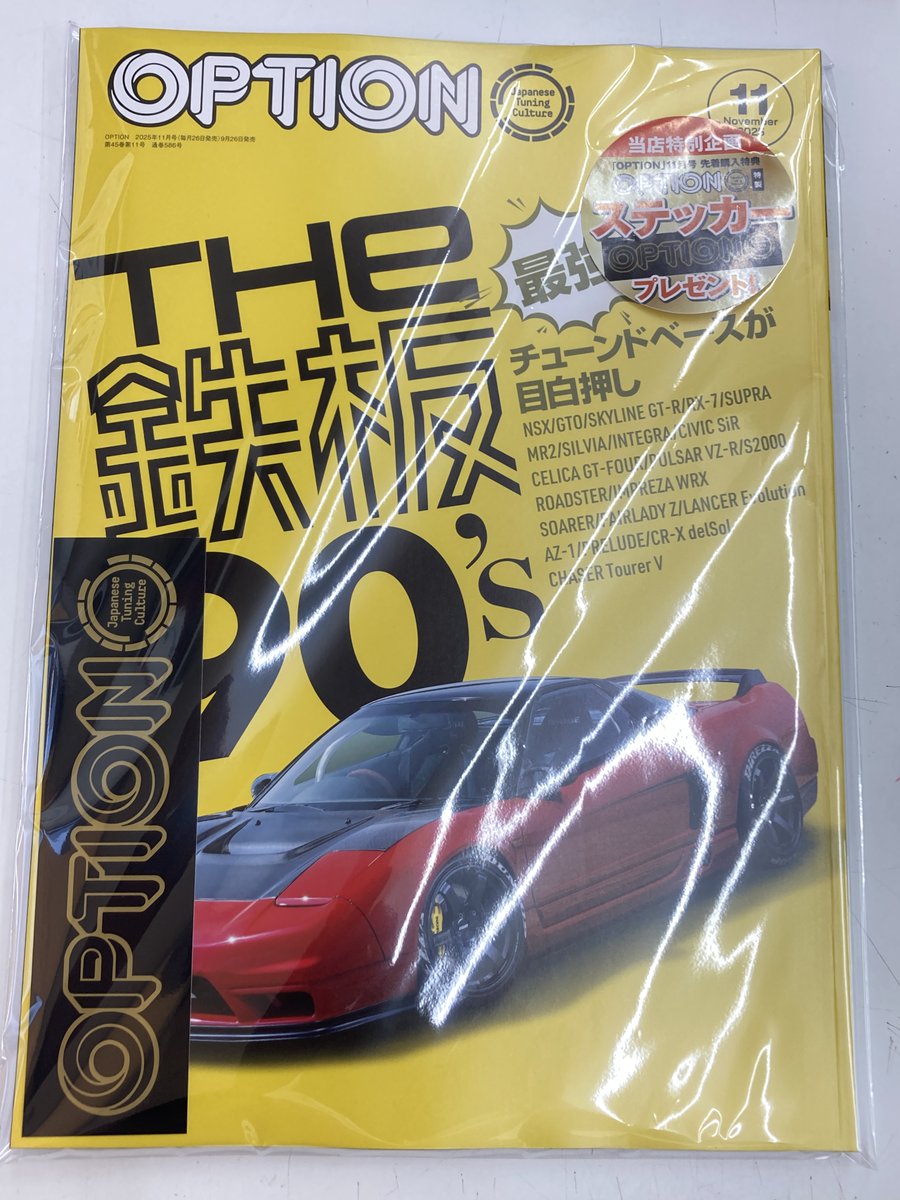 OPTION
Japanese
Tuning
Culture
11
November
2025
OPTION 2025年11月号(毎月26日発売)9月26日発売
第45巻第11号 通巻586号
当店特別企画
「OPTION」11月号 先着購入特典
OPTION 特製
ステッカー
OPTION
プレゼント!
THE
鉄板
90's
最強
チューンドベースが
目白押し
NSX/GTO/SKYLINE GT-R/RX-7/SUPRA
MR2/SILVIA/INTEGRA/CIVIC SiR
CELICA GT-FOUR/PULSAR VZ-R/S2000
ROADSTER/IMPREZA WRX
SOARER/FAIRLADY Z/LANCER Evolution
AZ-1/PRELUDE/CR-X delSol
CHASER Tourer V
OPTION
Japanese
Tuning
Culture